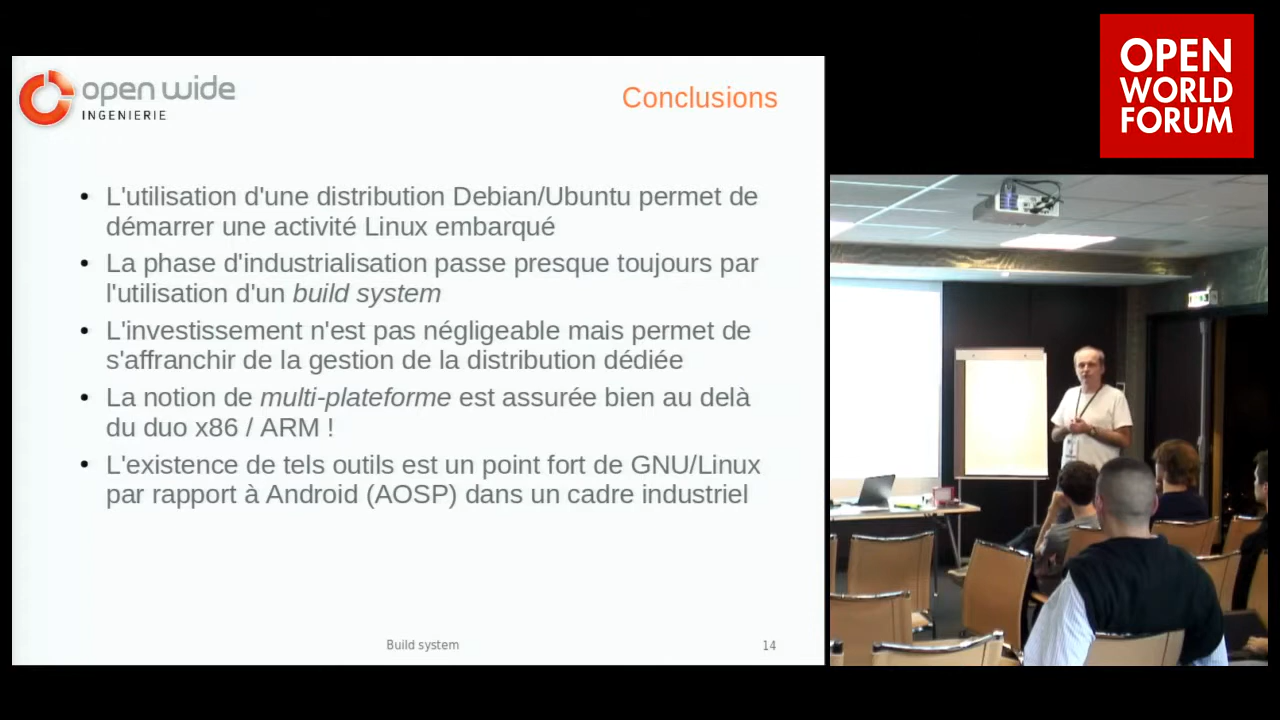 open wide
INGENIERIE
Conclusions
• L'utilisation d'une distribution Debian/Ubuntu permet de
démarrer une activité Linux embarqué
• La phase d'industrialisation passe presque toujours par
l'utilisation d'un build system
• L'investissement n'est pas négligeable mais permet de
s'affranchir de la gestion de la distribution dédiée
• La notion de multi-plateforme est assurée bien au delà
du duo x86 / ARM !
• L'existence de tels outils est un point fort de GNU/Linux
par rapport à Android (AOSP) dans un cadre industriel
Build system
14
OPEN
WORLD
FORUM